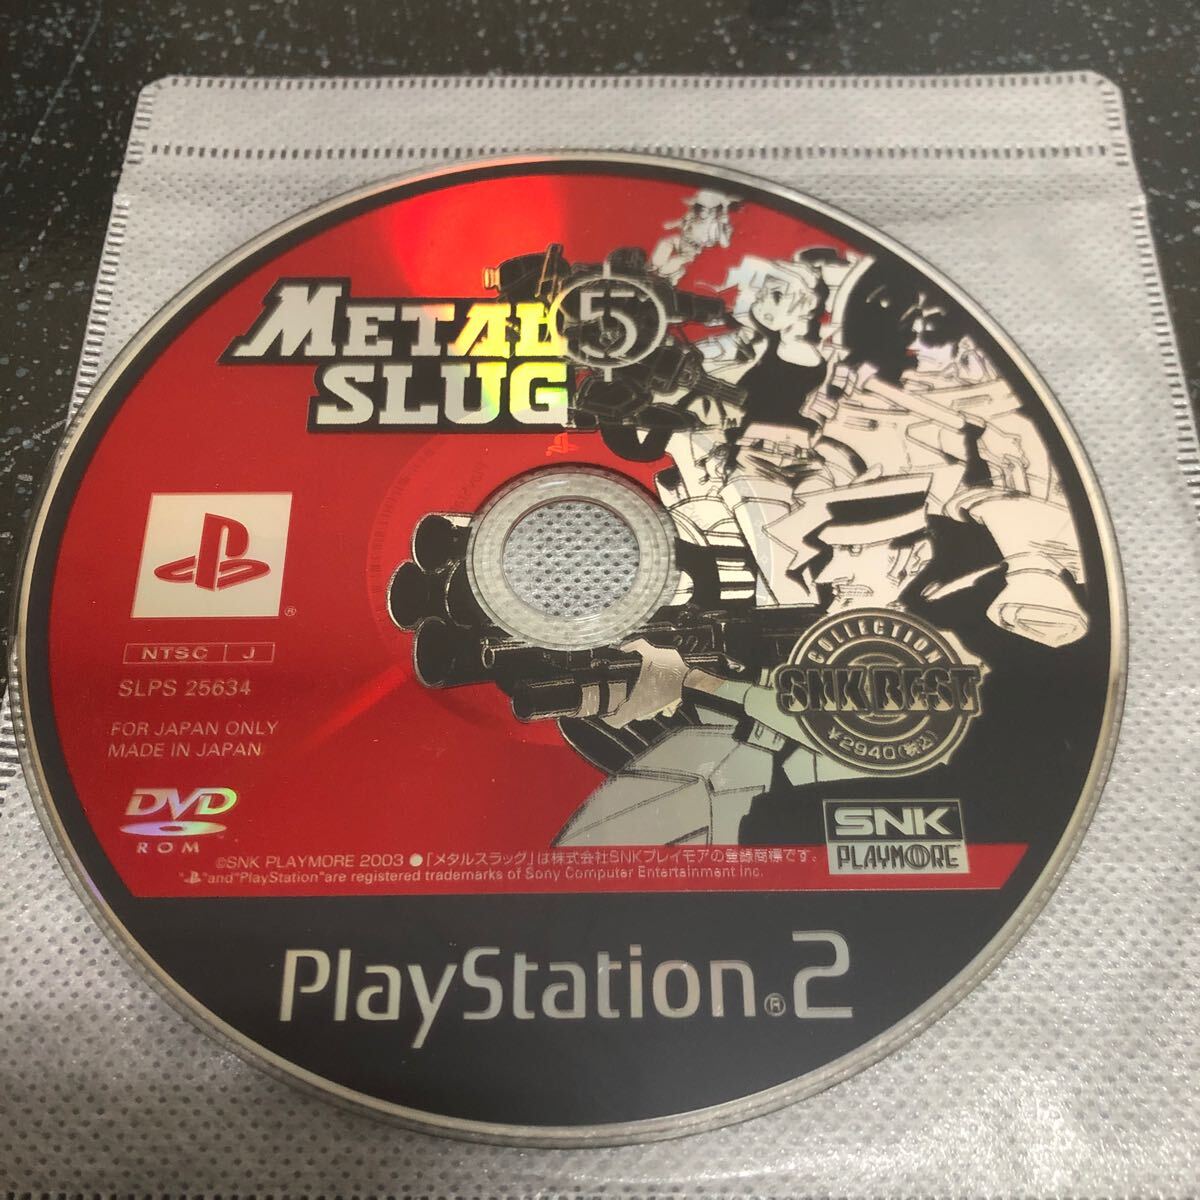 METAL
SLUG
5
®
NTSC J
SLPS 25634
FOR JAPAN ONLY
MADE IN JAPAN
DVD
ROM
COLLECTION
SNK BEST
¥2940(税込)
SNK
PLAYMORE
©SNK PLAYMORE 2003 ●「メタルスラッグ」は株式会社SNKプレイモアの登録商標です。
" " and "PlayStation" are registered trademarks of Sony Computer Entertainment Inc.
PlayStation®2